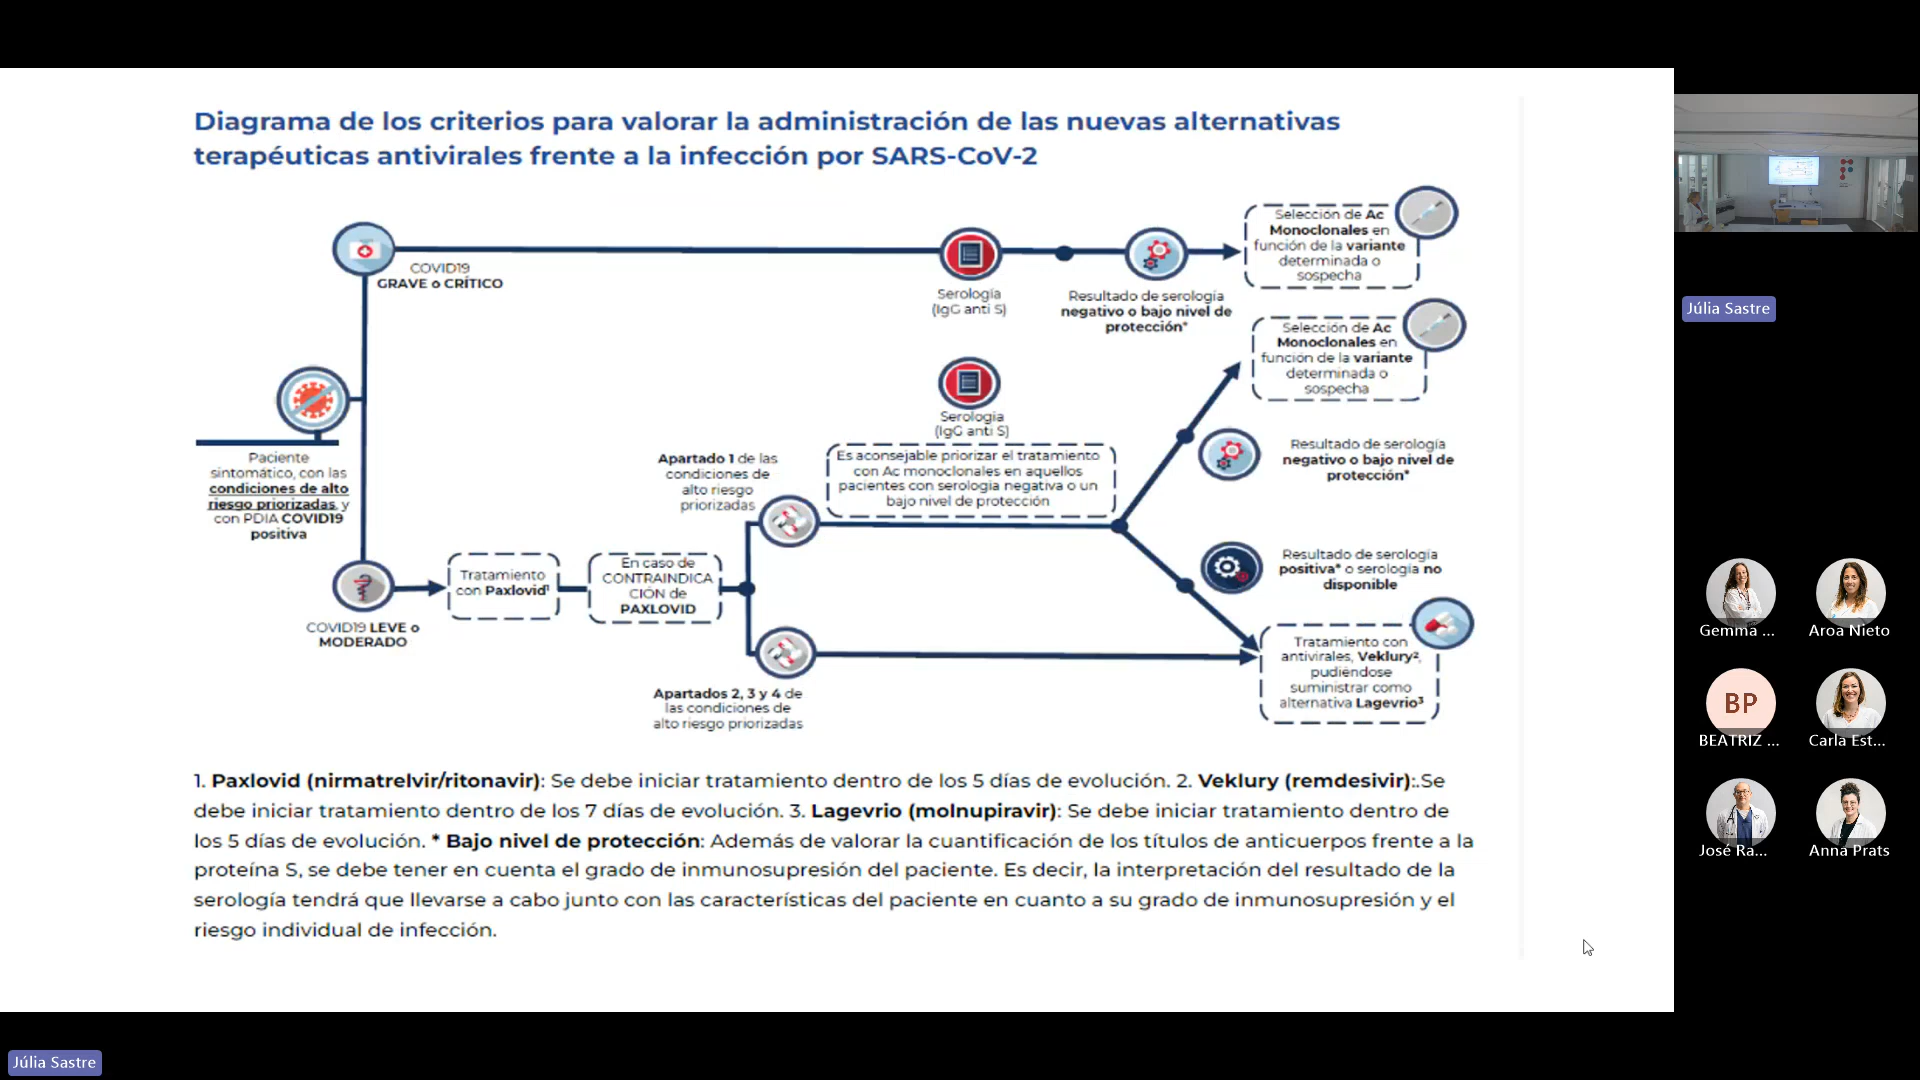 Diagrama de los criterios para valorar la administración de las nuevas alternativas
terapéuticas antivirales frente a la infección por SARS-CoV-2
COVID19
GRAVE o CRÍTICO
Serología
(IgG anti S)
Resultado de serología
negativo o bajo nivel de
protección*
Selección de Ac
Monoclonales en
función de la variante
determinada o
sospecha
Selección de Ac
Monoclonales en
función de la variante
determinada o
sospecha
Serología
(IgG anti S)
Paciente
sintomático, con las
condiciones de alto
riesgo priorizadas, y
con PDIA COVID19
positiva
Apartado 1 de las
condiciones de
alto riesgo
priorizadas
Es aconsejable priorizar el tratamiento
con Ac monoclonales en aquellos
pacientes con serología negativa o un
bajo nivel de protección
Resultado de serología
negativo o bajo nivel de
protección*
Resultado de serología
positiva* o serología no
disponible
COVID19 LEVE o
MODERADO
Tratamiento
con Paxlovid¹
En caso de
CONTRAINDICA
CIÓN de
PAXLOVID
Apartados 2, 3 y 4 de
las condiciones de
alto riesgo priorizadas
Tratamiento con
antivirales, Veklury²,
pudiéndose
suministrar como
alternativa Lagevrio³
1. Paxlovid (nirmatrelvir/ritonavir): Se debe iniciar tratamiento dentro de los 5 días de evolución. 2. Veklury (remdesivir):.Se
debe iniciar tratamiento dentro de los 7 días de evolución. 3. Lagevrio (molnupiravir): Se debe iniciar tratamiento dentro de
los 5 días de evolución. * Bajo nivel de protección: Además de valorar la cuantificación de los títulos de anticuerpos frente a la
proteína S, se debe tener en cuenta el grado de inmunosupresión del paciente. Es decir, la interpretación del resultado de la
serología tendrá que llevarse a cabo junto con las características del paciente en cuanto a su grado de inmunosupresión y el
riesgo individual de infección.
Júlia Sastre
Gemma ...
Aroa Nieto
BP
BEATRIZ ...
Carla Est...
José Ra...
Anna Prats
Júlia Sastre